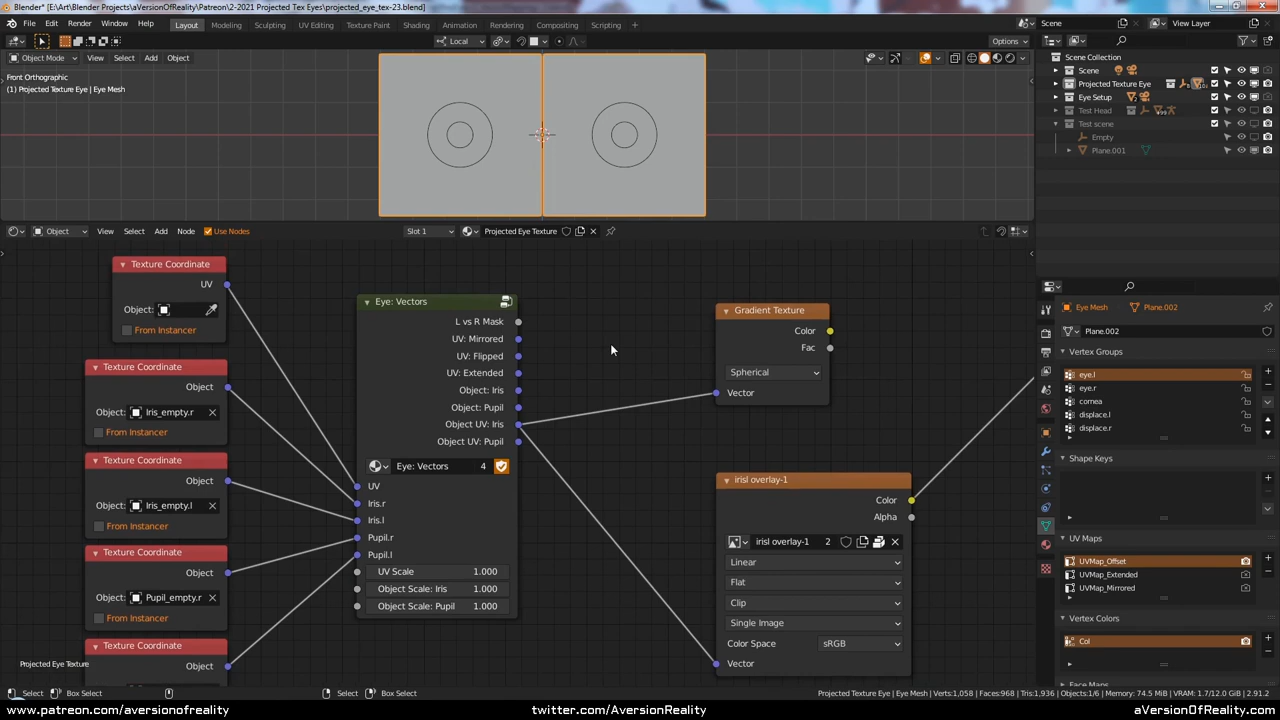 Blender* [E:\Art\Blender Projects\aVersionOfReality\Patreon\2-2021 Projected Tex Eyes\projected_eye_tex-23.blend]
File Edit Render Window Help Layout Modeling Sculpting UV Editing Texture Paint Shading Animation Rendering Compositing Scripting + Scene View Layer
Local Options
Object Mode View Select Add Object
Front Orthographic
(1) Projected Texture Eye | Eye Mesh
Scene Collection
Scene
Projected Texture Eye
Eye Setup
Test Head
Test scene
Empty
Plane.001
Object View Select Add Node Use Nodes Slot 1 Projected Eye Texture
Texture Coordinate
UV
Object:
From Instancer
Texture Coordinate
Object
Object: Iris_empty.r
From Instancer
Texture Coordinate
Object
Object: Iris_empty.l
From Instancer
Texture Coordinate
Object
Object: Pupil_empty.r
From Instancer
Texture Coordinate
Object
Projected Eye Texture
Eye: Vectors
L vs R Mask
UV: Mirrored
UV: Flipped
UV: Extended
Object: Iris
Object: Pupil
Object UV: Iris
Object UV: Pupil
Eye: Vectors 4
UV
Iris.r
Iris.l
Pupil.r
Pupil.l
UV Scale 1.000
Object Scale: Iris 1.000
Object Scale: Pupil 1.000
Gradient Texture
Color
Fac
Spherical
Vector
irisl overlay-1
Color
Alpha
irisl overlay-1 2
Linear
Flat
Clip
Single Image
Color Space sRGB
Vector
Eye Mesh Plane.002
Plane.002
Vertex Groups
eye.l
eye.r
cornea
displace.l
displace.r
Shape Keys
UV Maps
UVMap_Offset
UVMap_Extended
UVMap_Mirrored
Vertex Colors
Col
Face Maps
Select Box Select Select Box Select Projected Texture Eye | Eye Mesh | Verts:1,058 | Faces:968 | Tris:1,936 | Objects:1/6 | Memory: 74.5 MiB | VRAM: 1.7/12.0 GiB | 2.91.2
www.patreon.com/aversionofreality twitter.com/AversionReality aVersionOfReality.com